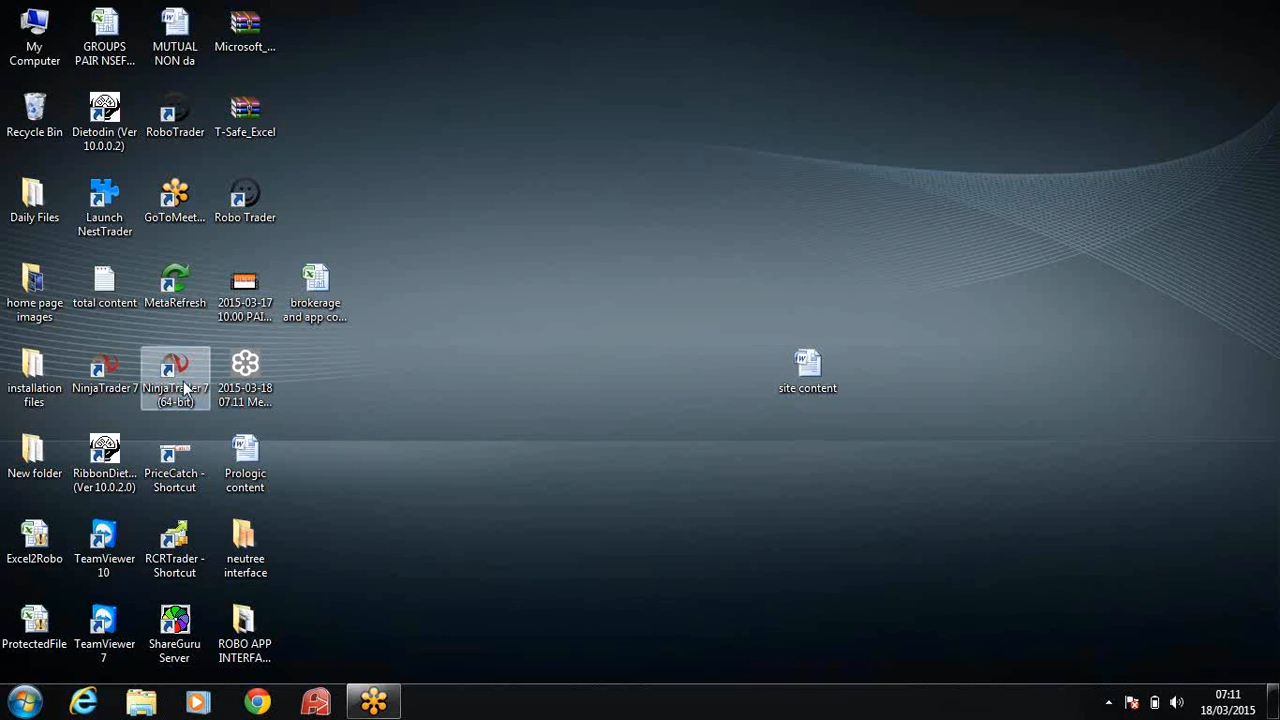 My
Computer
GROUPS
PAIR NSEF...
MUTUAL
NON da
Microsoft_...
Recycle Bin
Dietodin (Ver
10.0.0.2)
RoboTrader
T-Safe_Excel
Daily Files
Launch
NestTrader
GoToMeet...
Robo Trader
home page
images
total content
MetaRefresh
2015-03-17
10.00 PAI...
brokerage
and app co...
installation
files
NinjaTrader 7
NinjaTrader 7
(64-bit)
2015-03-18
07.11 Me...
site content
New folder
RibbonDiet...
(Ver 10.0.2.0)
PriceCatch -
Shortcut
Prologic
content
Excel2Robo
TeamViewer
10
RCRTrader -
Shortcut
neutree
interface
ProtectedFile
TeamViewer
7
ShareGuru
Server
ROBO APP
INTERFA...
07:11
18/03/2015